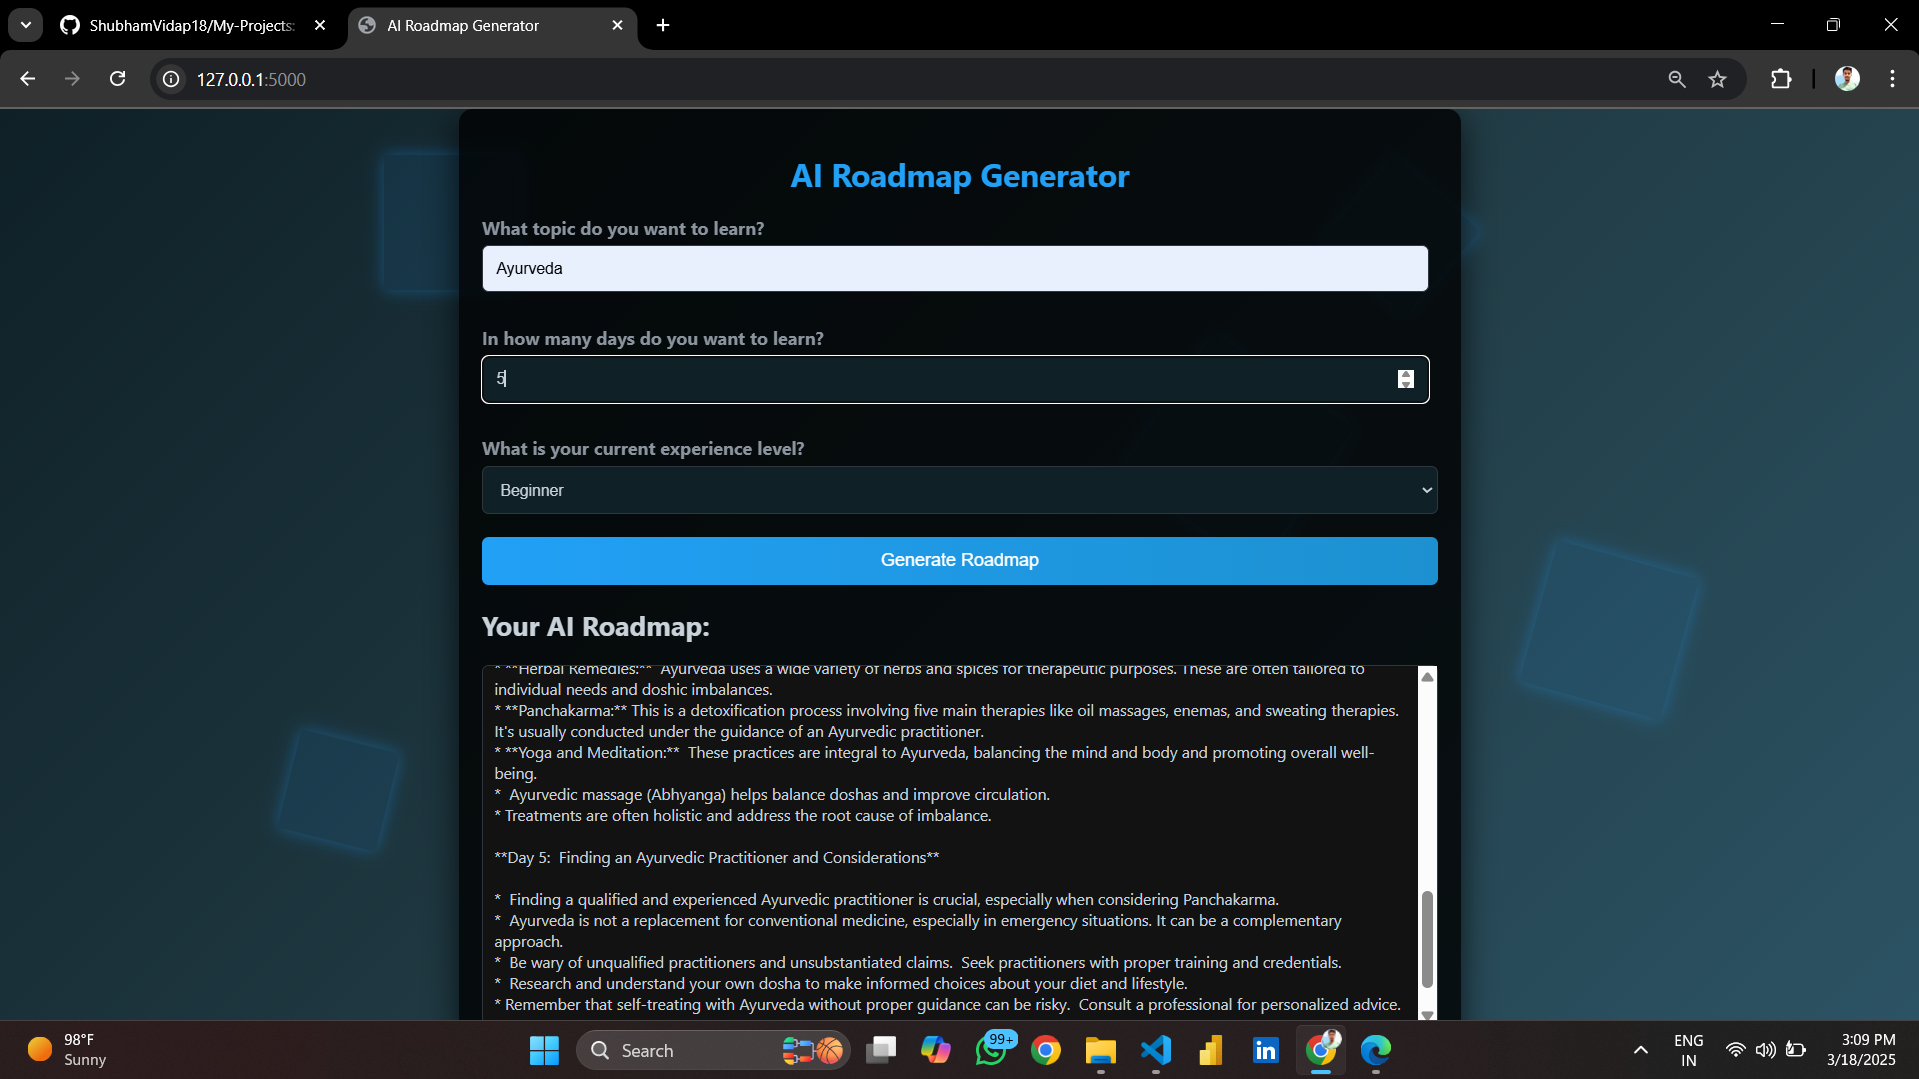 ShubhamVidap18/My-Projects:
AI Roadmap Generator
127.0.0.1:5000
AI Roadmap Generator
What topic do you want to learn?
Ayurveda
In how many days do you want to learn?
5
What is your current experience level?
Beginner
Generate Roadmap
Your AI Roadmap:
* **Herbal Remedies:**  Ayurveda uses a wide variety of herbs and spices for therapeutic purposes. These are often tailored to
individual needs and doshic imbalances.
* **Panchakarma:** This is a detoxification process involving five main therapies like oil massages, enemas, and sweating therapies.
It's usually conducted under the guidance of an Ayurvedic practitioner.
* **Yoga and Meditation:**  These practices are integral to Ayurveda, balancing the mind and body and promoting overall well-
being.
*  Ayurvedic massage (Abhyanga) helps balance doshas and improve circulation.
* Treatments are often holistic and address the root cause of imbalance.
**Day 5:  Finding an Ayurvedic Practitioner and Considerations**
*  Finding a qualified and experienced Ayurvedic practitioner is crucial, especially when considering Panchakarma.
*  Ayurveda is not a replacement for conventional medicine, especially in emergency situations. It can be a complementary
approach.
*  Be wary of unqualified practitioners and unsubstantiated claims.  Seek practitioners with proper training and credentials.
*  Research and understand your own dosha to make informed choices about your diet and lifestyle.
* Remember that self-treating with Ayurveda without proper guidance can be risky.  Consult a professional for personalized advice.
98°F
Sunny
Search
99+
in
ENG
IN
3:09 PM
3/18/2025